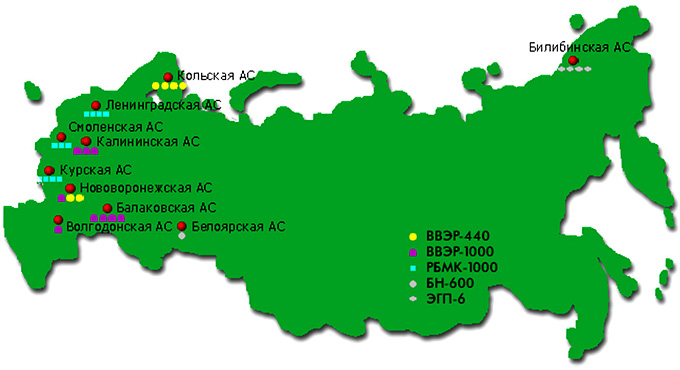 Билибинская АС
Кольская АС
Ленинградская АС
Смоленская АС
Калининская АС
Курская АС
Нововоронежская АС
Балаковская АС
Волгодонская АС
Белоярская АС
ВВЭР-440
ВВЭР-1000
РБМК-1000
БН-600
ЭГП-6